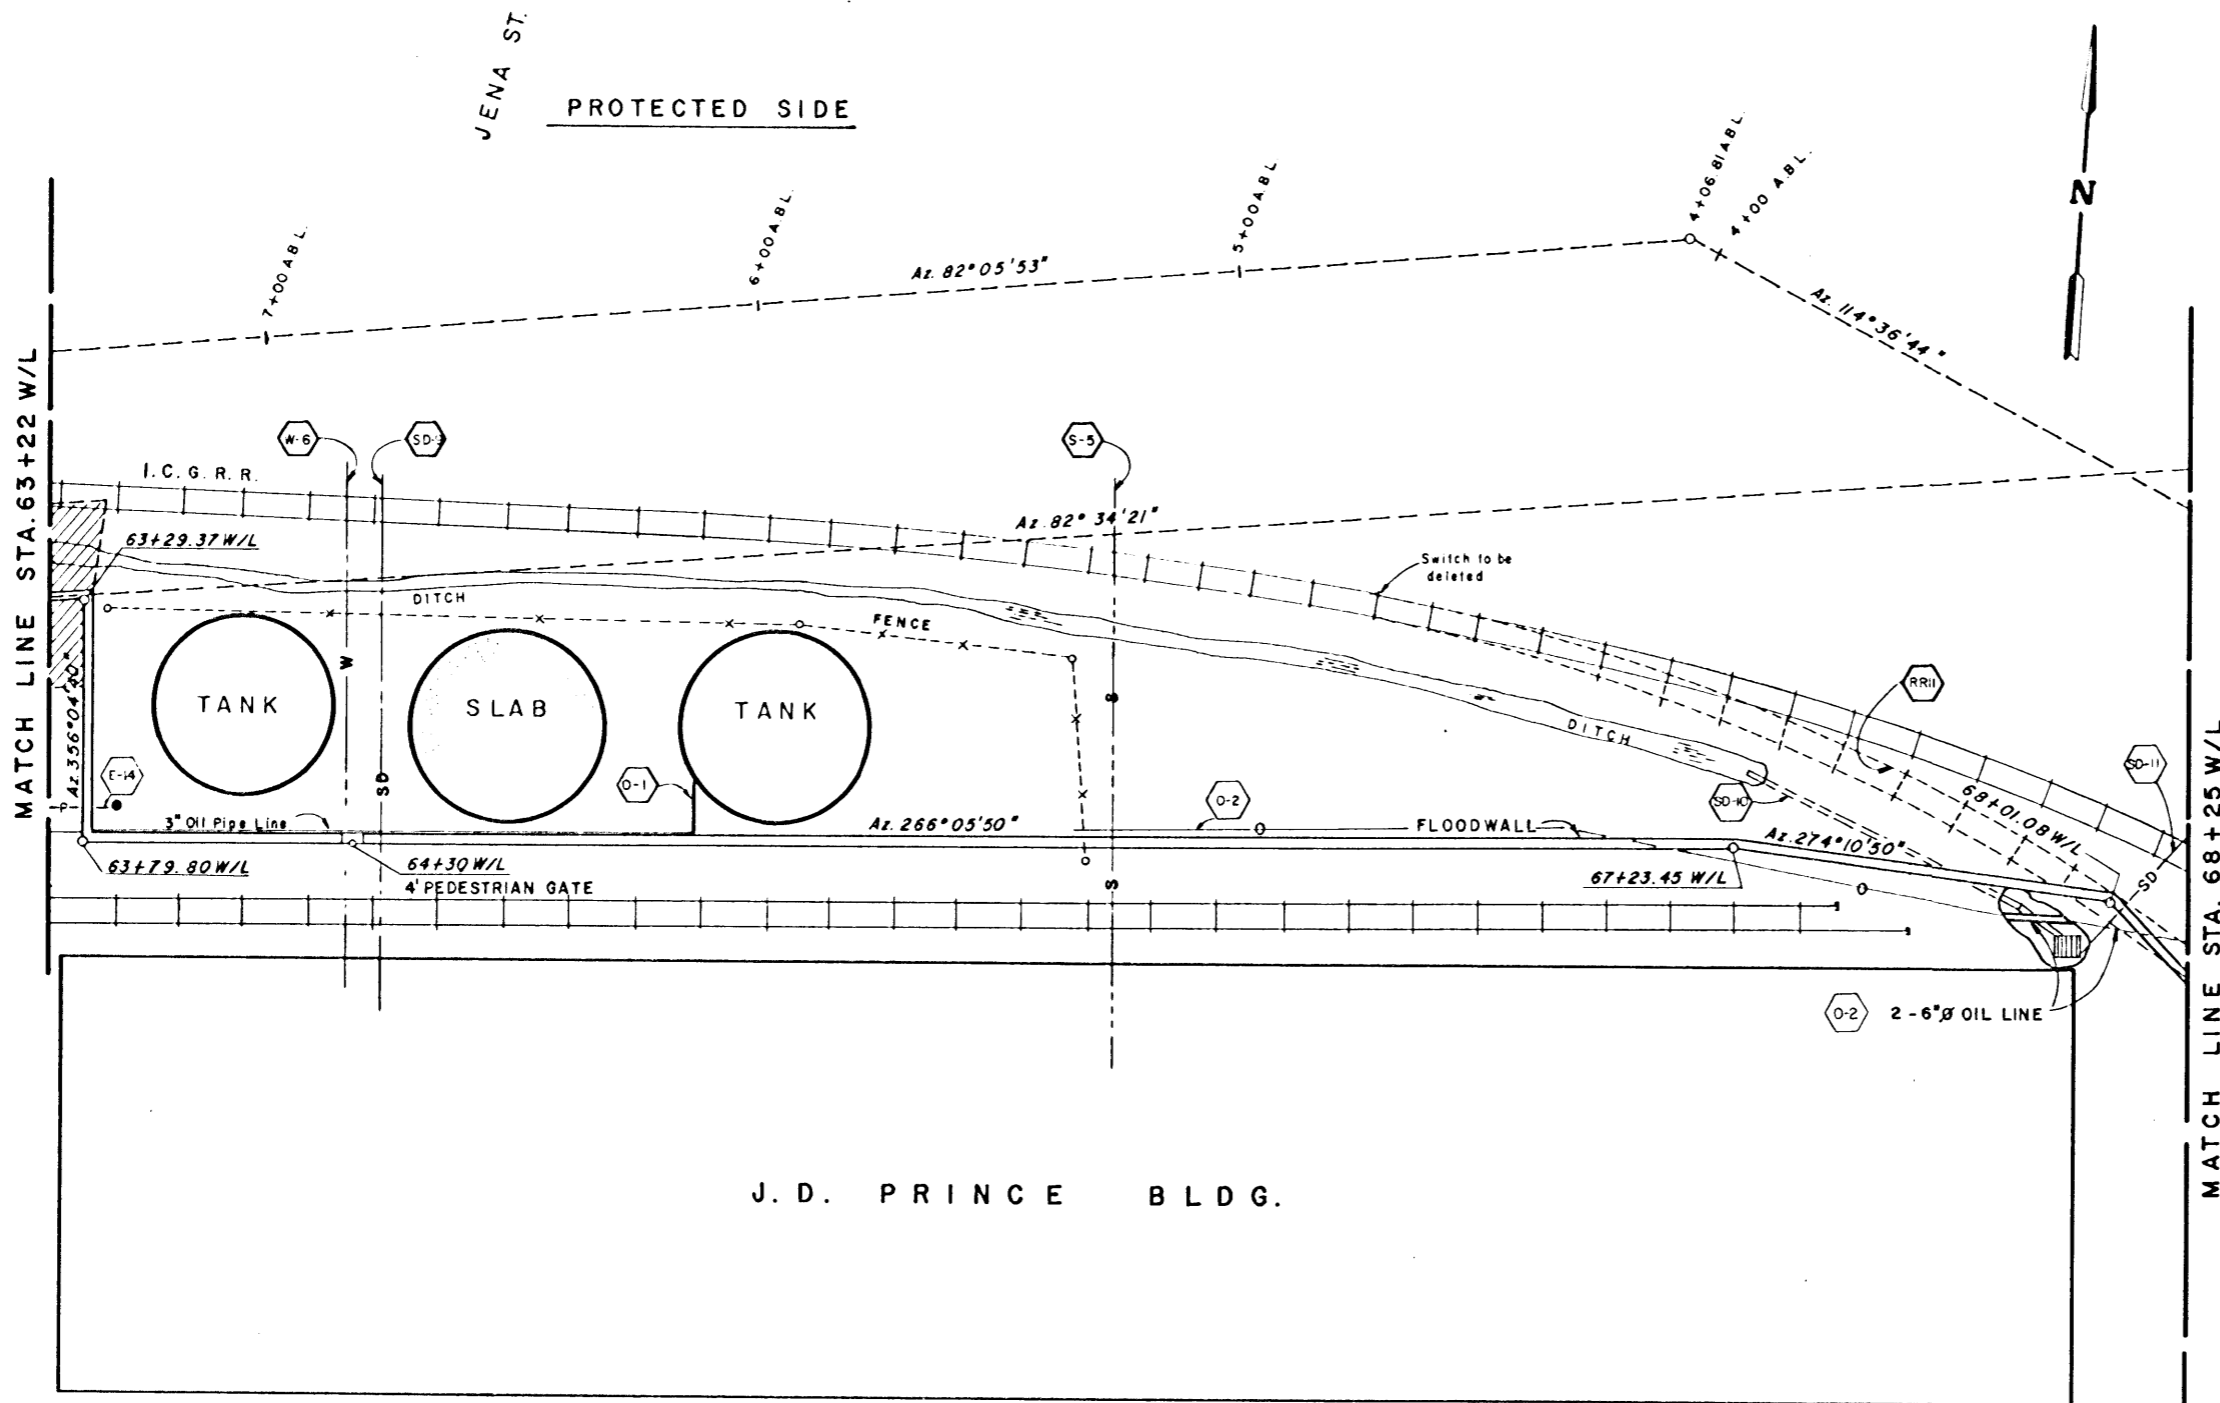 JENA ST.
PROTECTED SIDE
N
7+00 A.B.L.
6+00 A.B.L.
5+00 A.B.L
4+06.81 A.B.L.
4+00 A.B.L.
Az. 82°05'53"
Az. 114°36'44"
MATCH LINE STA. 63+22 W/L
W-6
S-5
I.C.G.R.R.
Az. 82° 34'21"
63+29.37 W/L
Switch to be
deleted
DITCH
FENCE
W
TANK
SLAB
TANK
S
RR11
DITCH
Az. 356°04'40"
E-14
P
SD
O-1
O-2
SD-10
SD-11
3" Oil Pipe Line
Az. 266°05'50"
O
FLOODWALL
Az. 274°10'50"
68+01.08 W/L
63+79.80 W/L
64+30 W/L
4' PEDESTRIAN GATE
S
67+23.45 W/L
O
SD
O-2
2-6"Ø OIL LINE
MATCH LINE STA. 68+25 W/L
J.D. PRINCE BLDG.